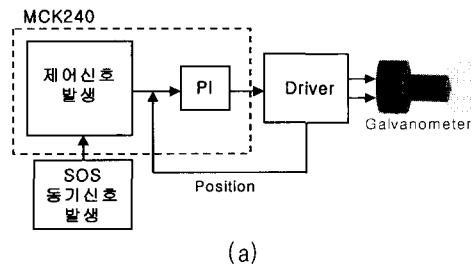 MCK240
제어신호
발생
PI
Driver
Galvanometer
SOS
동기신호
발생
Position
(a)